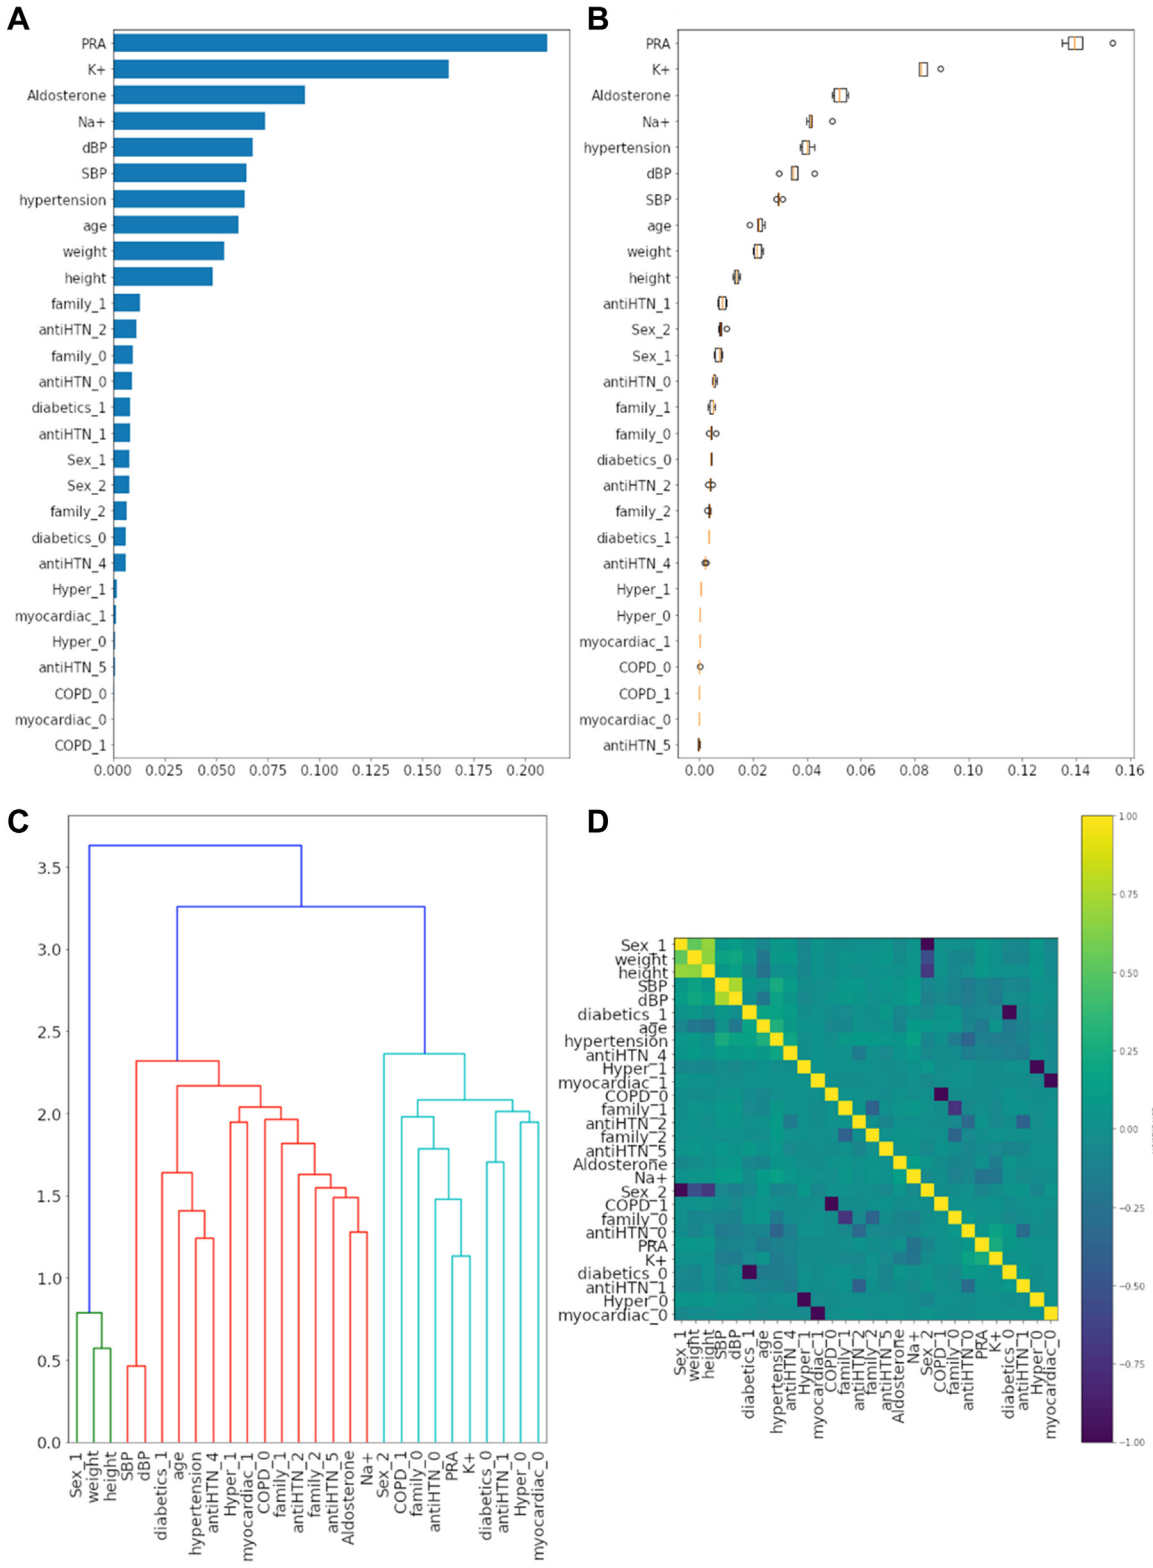 A
PRA
K+
Aldosterone
Na+
dBP
SBP
hypertension
age
weight
height
family_1
antiHTN_2
family_0
antiHTN_0
diabetics_1
antiHTN_1
Sex_1
Sex_2
family_2
diabetics_0
antiHTN_4
Hyper_1
myocardiac_1
Hyper_0
antiHTN_5
COPD_0
myocardiac_0
COPD_1
0.000 0.025 0.050 0.075 0.100 0.125 0.150 0.175 0.200
B
PRA
K+
Aldosterone
Na+
hypertension
dBP
SBP
age
weight
height
antiHTN_1
Sex_2
Sex_1
antiHTN_0
family_1
family_0
diabetics_0
antiHTN_2
family_2
diabetics_1
antiHTN_4
Hyper_1
Hyper_0
myocardiac_1
COPD_0
COPD_1
myocardiac_0
antiHTN_5
0.00 0.02 0.04 0.06 0.08 0.10 0.12 0.14 0.16
C
3.5
3.0
2.5
2.0
1.5
1.0
0.5
0.0
Sex_1
weight
height
SBP
dBP
diabetics_1
age
hypertension
antiHTN_4
Hyper_1
myocardiac_1
COPD_0
family_1
antiHTN_2
family_2
antiHTN_5
Aldosterone
Na+
Sex_2
COPD_1
family_0
antiHTN_0
PRA
K+
diabetics_0
antiHTN_1
Hyper_0
myocardiac_0
D
Sex_1
weight
height
SBP
dBP
diabetics_1
age
hypertension
antiHTN_4
Hyper_1
myocardiac_1
COPD_0
family_1
antiHTN_2
family_2
antiHTN_5
Aldosterone
Na+
Sex_2
COPD_1
family_0
antiHTN_0
PRA
K+
diabetics_0
antiHTN_1
Hyper_0
myocardiac_0
Sex_1
weight
height
SBP
dBP
diabetics_1
age
hypertension
antiHTN_4
Hyper_1
myocardiac_1
COPD_0
family_1
antiHTN_2
family_2
antiHTN_5
Aldosterone
Na+
Sex_2
COPD_1
family_0
antiHTN_0
PRA
K+
diabetics_0
antiHTN_1
Hyper_0
myocardiac_0
1.00
0.75
0.50
0.25
0.00
−0.25
−0.50
−0.75
−1.00